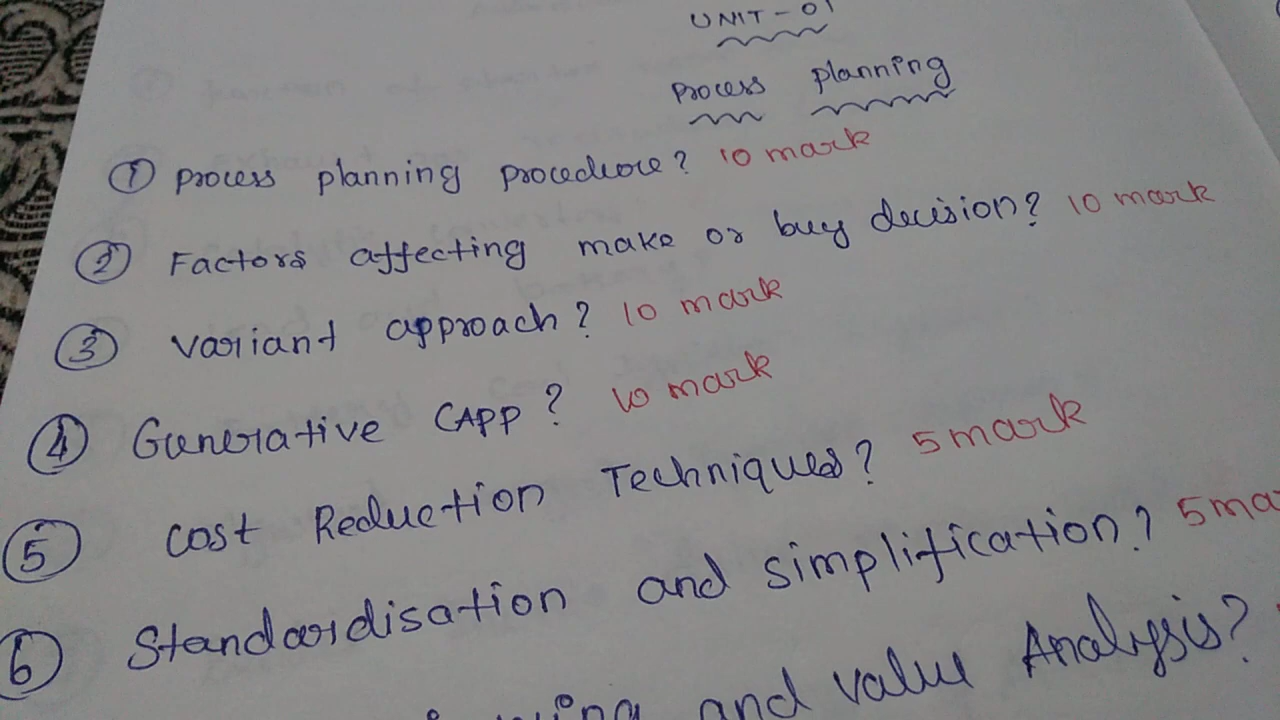 UNIT-01
Process planning
① process planning procedure? 10 mark
② Factors affecting make or buy decision? 10 mark
③ variant approach? 10 mark
④ Generative CAPP? 10 mark
⑤ cost Reduction Techniques? 5 mark
⑥ Standardisation and simplification? 5 ma
and value Analysis?